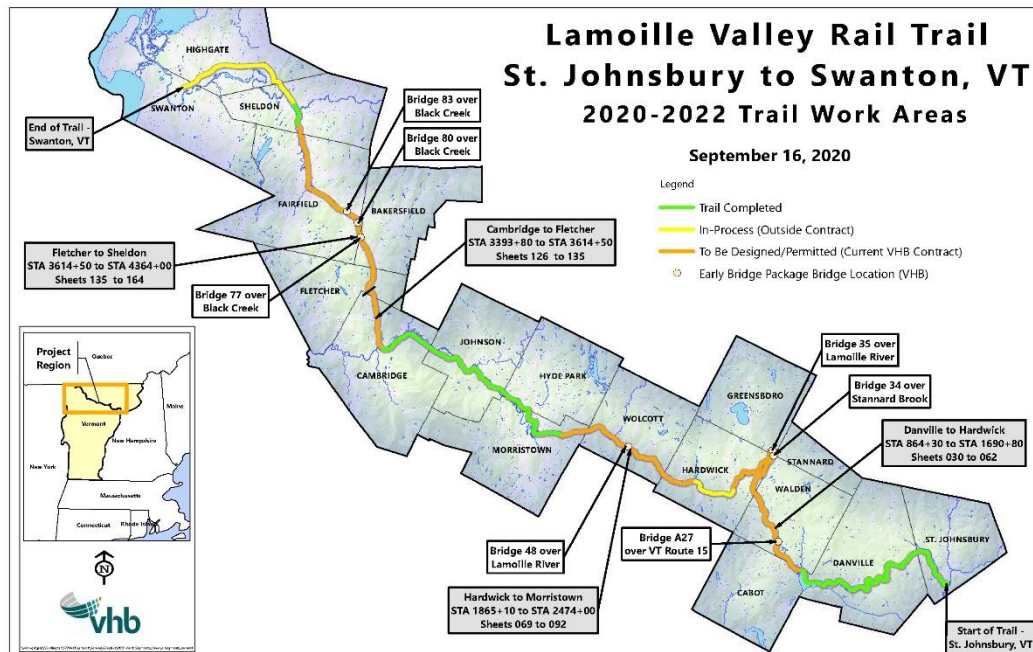 Lamoille Valley Rail Trail
St. Johnsbury to Swanton, VT
2020-2022 Trail Work Areas
September 16, 2020
Legend
Trail Completed
In-Process (Outside Contract)
To Be Designed/Permitted (Current VHB Contract)
Early Bridge Package Bridge Location (VHB)
HIGHGATE
SWANTON
SHELDON
End of Trail -
Swanton, VT
Bridge 83 over
Black Creek
Bridge 80 over
Black Creek
FAIRFIELD
BAKERSFIELD
Cambridge to Fletcher
STA 3393+80 to STA 3614+50
Sheets 126 to 135
Fletcher to Sheldon
STA 3614+50 to STA 4364+00
Sheets 135 to 164
FLETCHER
Bridge 77 over
Black Creek
JOHNSON
CAMBRIDGE
HYDE PARK
MORRISTOWN
WOLCOTT
GREENSBORO
Bridge 35 over
Lamoille River
Bridge 34 over
Stannard Brook
Danville to Hardwick
STA 864+30 to STA 1690+80
Sheets 030 to 062
HARDWICK
STANNARD
WALDEN
Bridge 48 over
Lamoille River
Bridge A27
over VT Route 15
DANVILLE
ST. JOHNSBURY
CABOT
Hardwick to Morristown
STA 1865+10 to STA 2474+00
Sheets 069 to 092
Start of Trail -
St. Johnsbury, VT
Project
Region
Quebec
Vermont
Maine
New Hampshire
New York
Massachusetts
Connecticut
Rhode Island
N
vhb